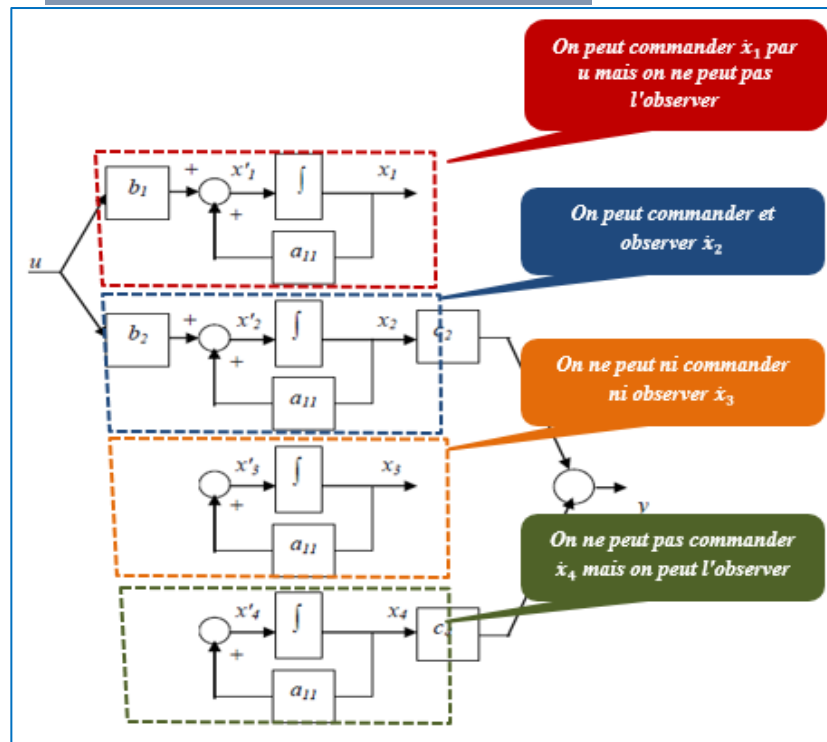 On peut commander ẋ₁ par
u mais on ne peut pas
l'observer
b₁
+
x'₁
∫
x₁
+
a₁₁
On peut commander et
observer ẋ₂
u
b₂
+
x'₂
∫
x₂
c₂
+
a₁₁
On ne peut ni commander
ni observer ẋ₃
x'₃
∫
x₃
+
a₁₁
y
On ne peut pas commander
ẋ₄ mais on peut l'observer
x'₄
∫
x₄
+
a₁₁